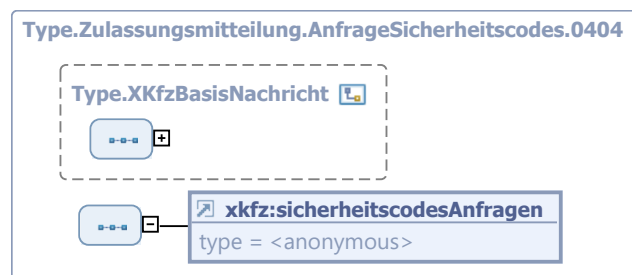 Type.Zulassungsmitteilung.AnfrageSicherheitscodes.0404
Type.XKfzBasisNachricht
xkfz:sicherheitscodesAnfragen
type = <anonymous>